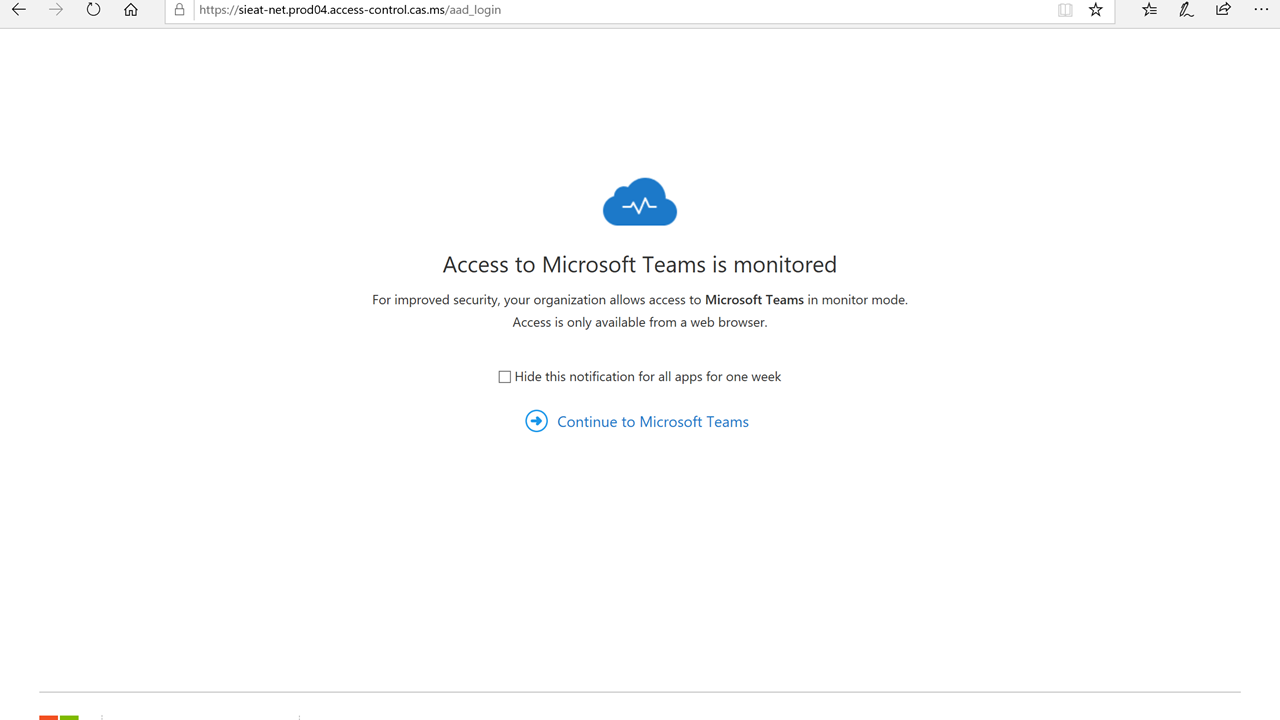 https://sieat-net.prod04.access-control.cas.ms/aad_login
Access to Microsoft Teams is monitored
For improved security, your organization allows access to Microsoft Teams in monitor mode.
Access is only available from a web browser.
Hide this notification for all apps for one week
Continue to Microsoft Teams